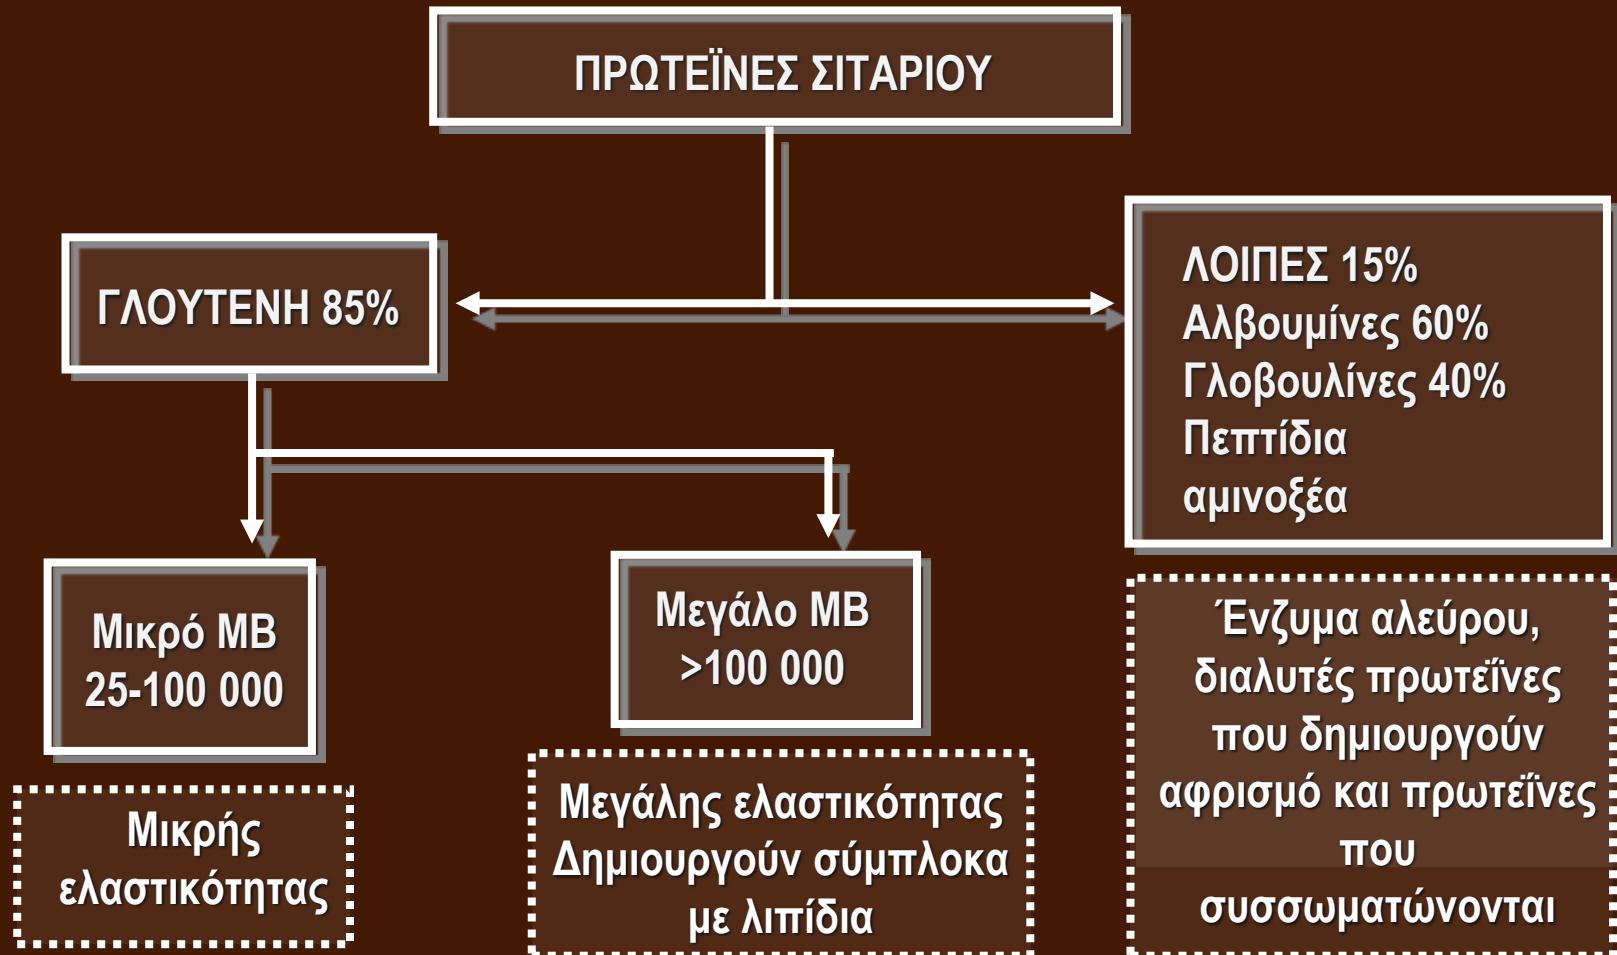 ΠΡΩΤΕΪΝΕΣ ΣΙΤΑΡΙΟΥ
ΓΛΟΥΤΕΝΗ 85%
ΛΟΙΠΕΣ 15%
Αλβουμίνες 60%
Γλοβουλίνες 40%
Πεπτίδια
αμινοξέα
Μικρό ΜΒ
25-100 000
Μεγάλο ΜΒ
>100 000
Μικρής
ελαστικότητας
Μεγάλης ελαστικότητας
Δημιουργούν σύμπλοκα
με λιπίδια
Ένζυμα αλεύρου,
διαλυτές πρωτεΐνες
που δημιουργούν
αφρισμό και πρωτεΐνες
που
συσσωματώνονται